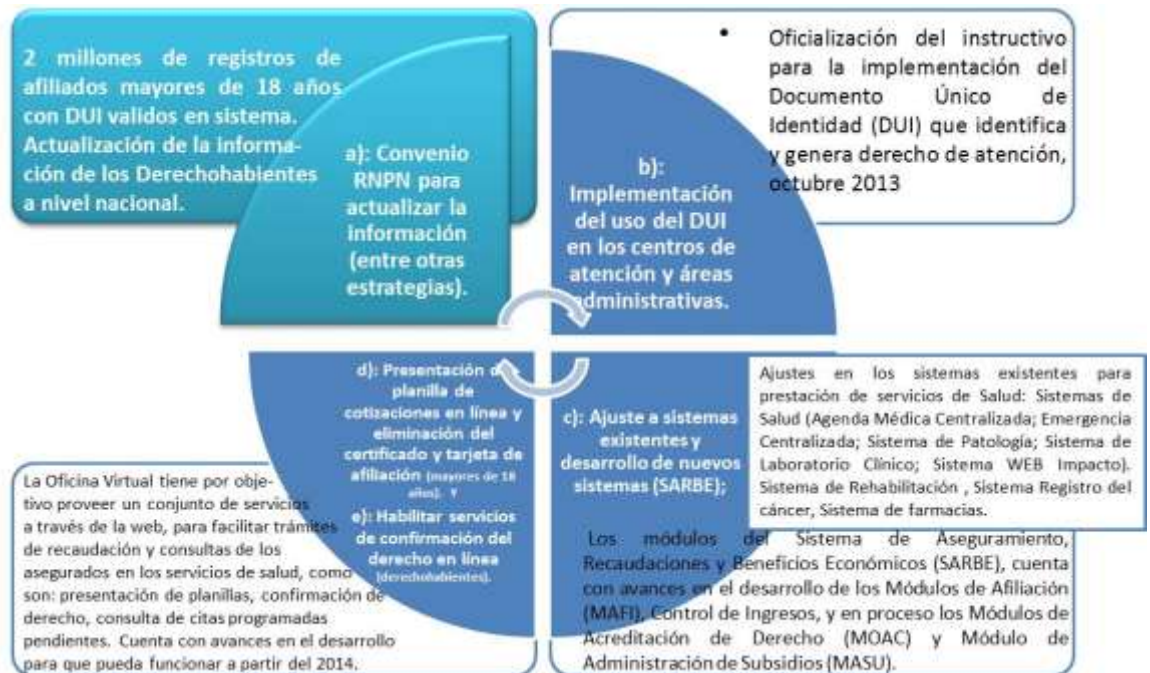 2 millones de registros de
afiliados mayores de 18 años
con DUI validos en sistema.
Actualización de la informa-
ción de los Derechohabientes
a nivel nacional.
a): Convenio
RNPN para
actualizar la
información
(entre otras
estrategias).
b):
Implementación
del uso del DUI
en los centros de
atención y áreas
administrativas.
• Oficialización del instructivo
para la implementación del
Documento Único de
Identidad (DUI) que identifica
y genera derecho de atención,
octubre 2013
d): Presentación de
planilla de
cotizaciones en línea y
eliminación del
certificado y tarjeta de
afiliación (mayores de 18
años). Y
e): Habilitar servicios
de confirmación del
derecho en línea
(derechohabientes).
c): Ajuste a sistemas
existentes y
desarrollo de nuevos
sistemas (SARBE);
Ajustes en los sistemas existentes para
prestación de servicios de Salud: Sistemas de
Salud (Agenda Médica Centralizada; Emergencia
Centralizada; Sistema de Patología; Sistema de
Laboratorio Clínico; Sistema WEB Impacto).
Sistema de Rehabilitación , Sistema Registro del
cáncer, Sistema de farmacias.
La Oficina Virtual tiene por obje-
tivo proveer un conjunto de servicios
a través de la web, para facilitar trámites
de recaudación y consultas de los
asegurados en los servicios de salud, como
son: presentación de planillas, confirmación de
derecho, consulta de citas programadas
pendientes. Cuenta con avances en el desarrollo
para que pueda funcionar a partir del 2014.
Los módulos del Sistema de Aseguramiento,
Recaudaciones y Beneficios Económicos (SARBE), cuenta
con avances en el desarrollo de los Módulos de Afiliación
(MAFI), Control de Ingresos, y en proceso los Módulos de
Acreditación de Derecho (MOAC) y Módulo de
Administración de Subsidios (MASU).